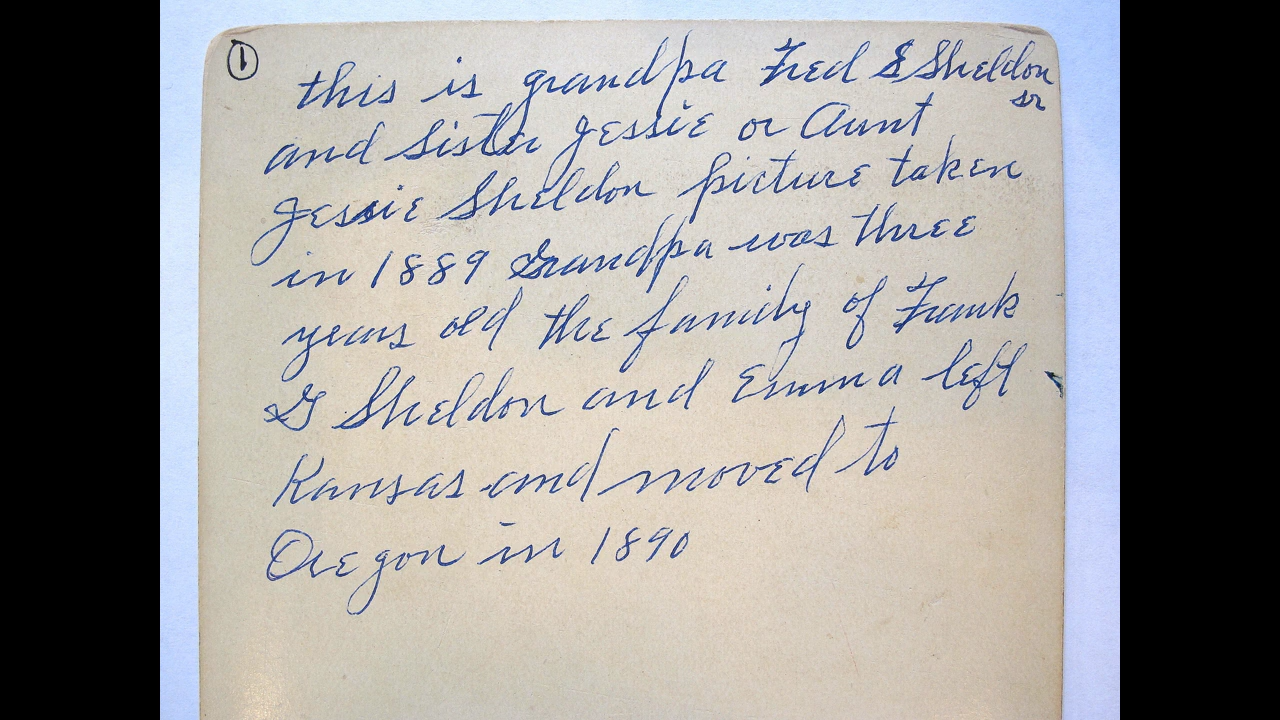 1
this is grandpa Fred S Sheldon
sr
and sister Jessie or Aunt
Jessie Sheldon picture taken
in 1889 Grandpa was three
years old the family of Frank
G Sheldon and Emma left
Kansas and moved to
Oregon in 1890